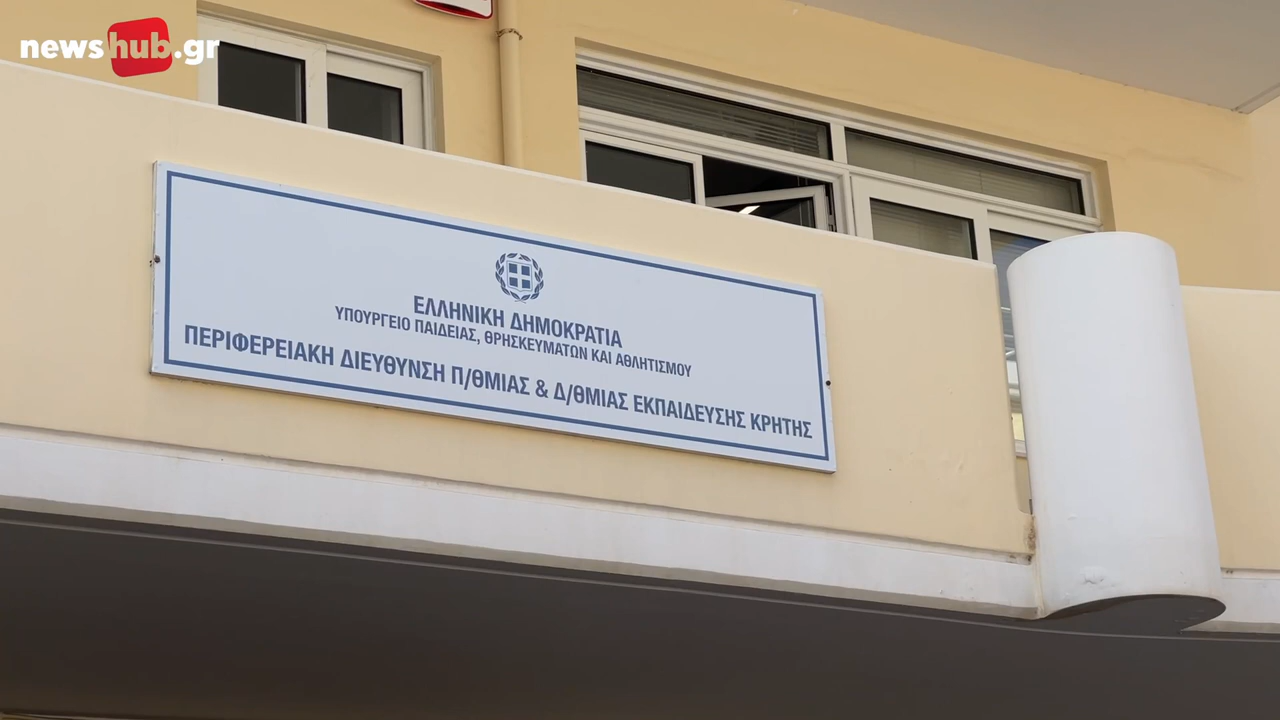 newshub.gr
ΕΛΛΗΝΙΚΗ ΔΗΜΟΚΡΑΤΙΑ
ΥΠΟΥΡΓΕΙΟ ΠΑΙΔΕΙΑΣ, ΘΡΗΣΚΕΥΜΑΤΩΝ ΚΑΙ ΑΘΛΗΤΙΣΜΟΥ
ΠΕΡΙΦΕΡΕΙΑΚΗ ΔΙΕΥΘΥΝΣΗ Π/ΘΜΙΑΣ & Δ/ΘΜΙΑΣ ΕΚΠΑΙΔΕΥΣΗΣ ΚΡΗΤΗΣ